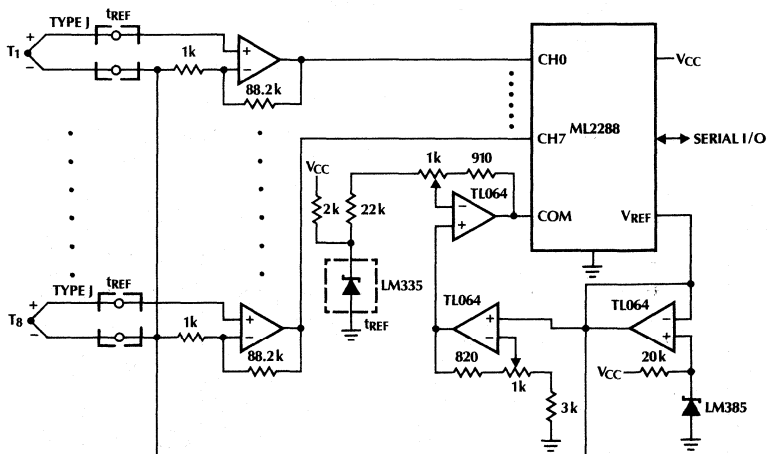 TYPE J tREF
T1 + −
1k
+ −
88.2k
CH0
VCC
ML2288
CH7
SERIAL I/O
VCC
2k
22k
1k
910
TL064
− +
COM
VREF
LM335
tREF
TYPE J tREF
T8 + −
1k
+ −
88.2k
TL064
+ −
820
1k
3k
TL064
− +
VCC
20k
LM385